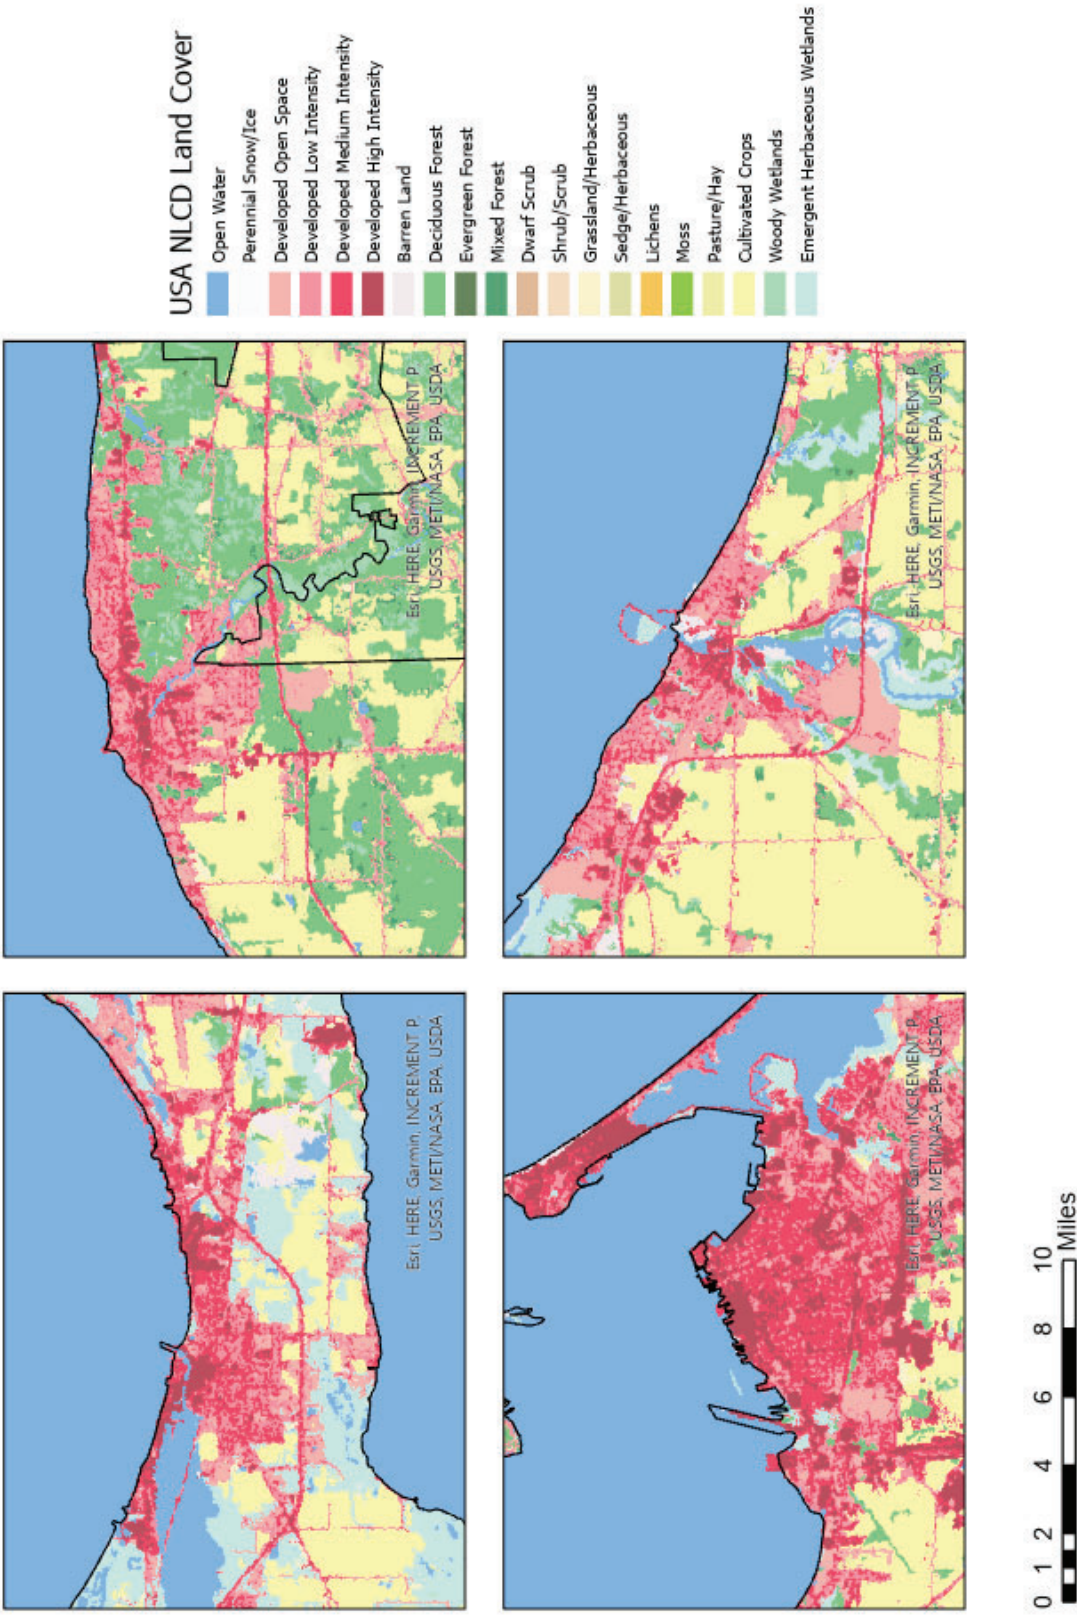 USA NLCD Land Cover
Open Water
Perennial Snow/Ice
Developed Open Space
Developed Low Intensity
Developed Medium Intensity
Developed High Intensity
Barren Land
Deciduous Forest
Evergreen Forest
Mixed Forest
Dwarf Scrub
Shrub/Scrub
Grassland/Herbaceous
Sedge/Herbaceous
Lichens
Moss
Pasture/Hay
Cultivated Crops
Woody Wetlands
Emergent Herbaceous Wetlands
Esri, HERE, Garmin, INCREMENT P,
USGS, METI/NASA, EPA, USDA
Esri, HERE, Garmin, INCREMENT P,
USGS, METI/NASA, EPA, USDA
Esri, HERE, Garmin, INCREMENT P,
USGS, METI/NASA, EPA, USDA
Esri, HERE, Garmin, INCREMENT P,
USGS, METI/NASA, EPA, USDA
0 1 2 4 6 8 10
Miles